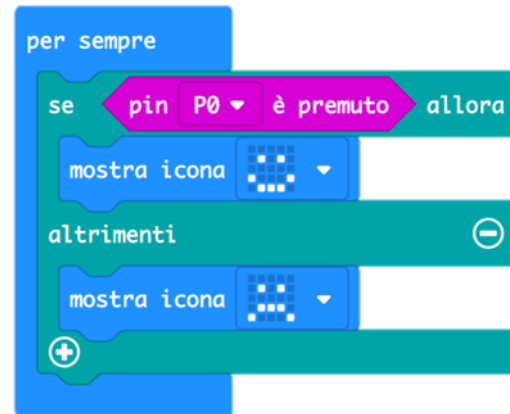 per sempre
se pin P0 è premuto allora
mostra icona
altrimenti
mostra icona